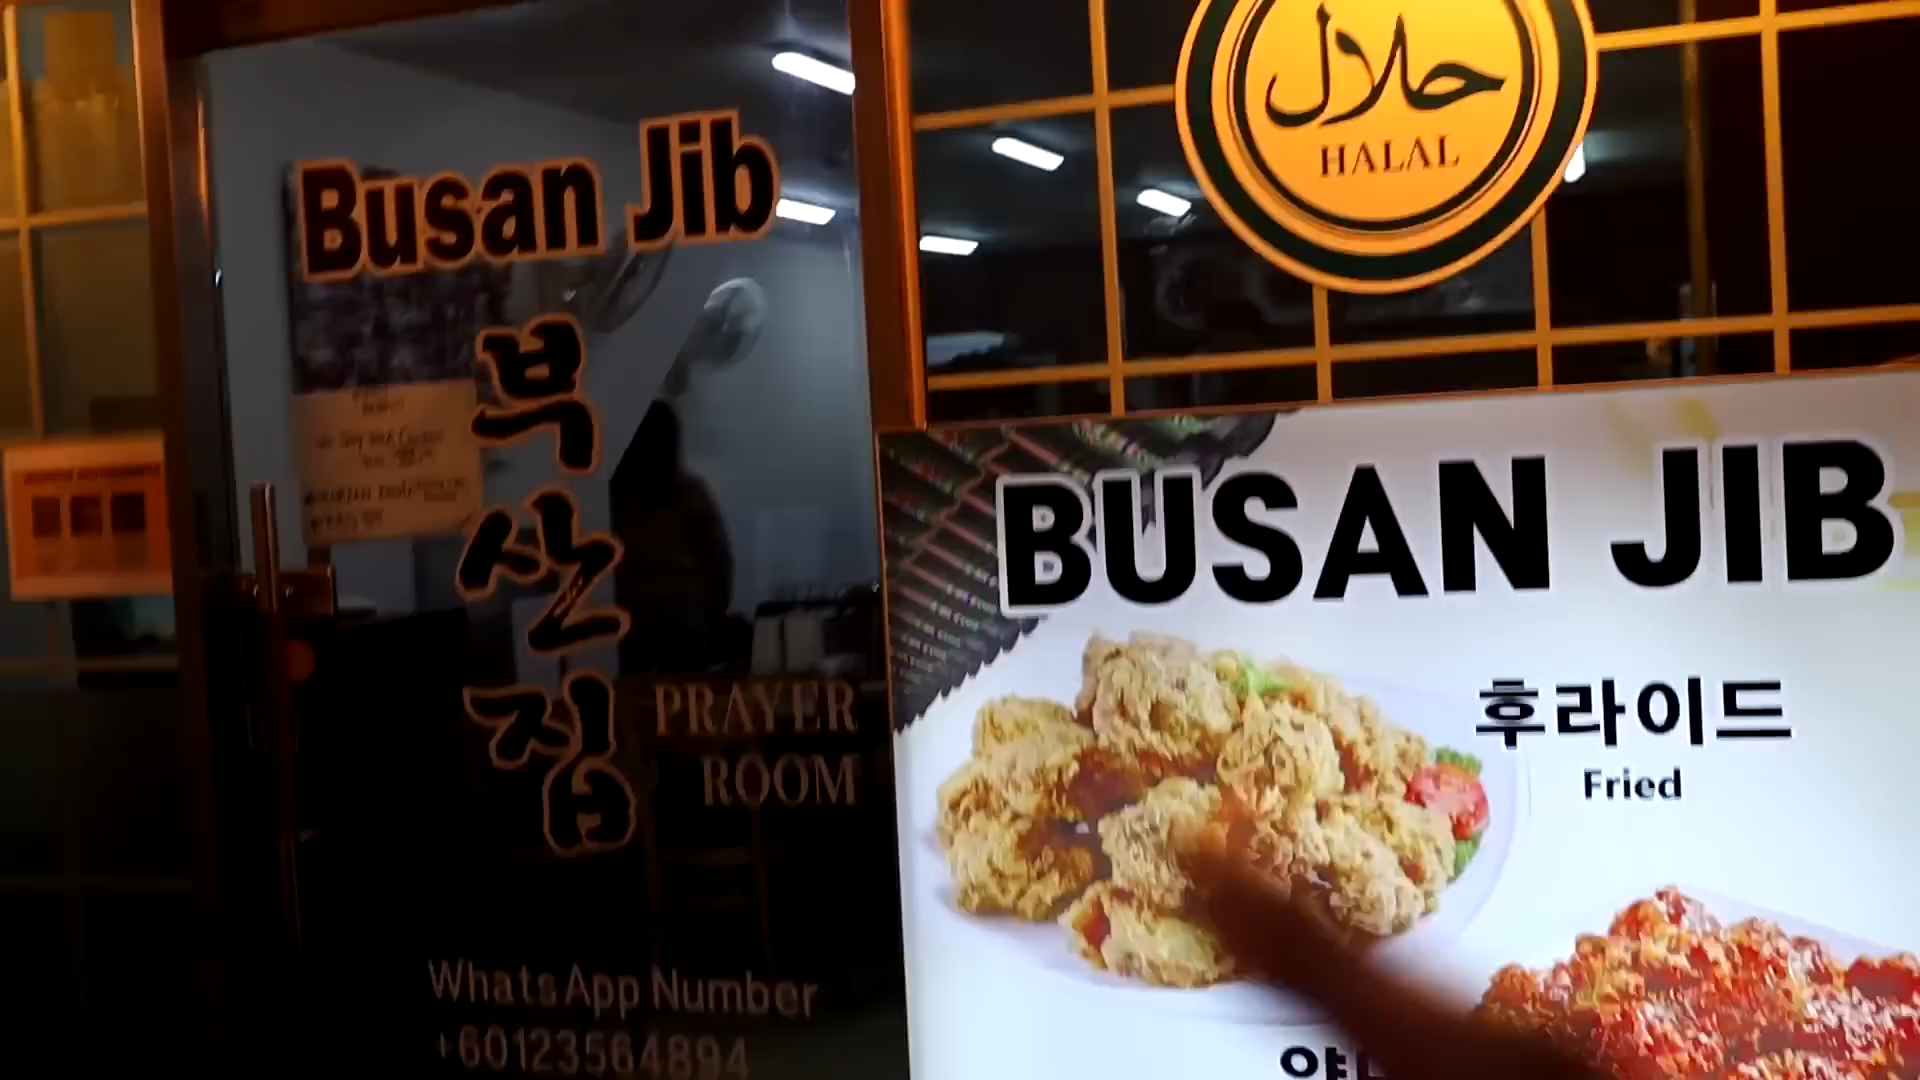 Busan Jib
부
산
집
PRAYER
ROOM
WhatsApp Number
+60123564894
حلال
HALAL
BUSAN JIB
후라이드
Fried